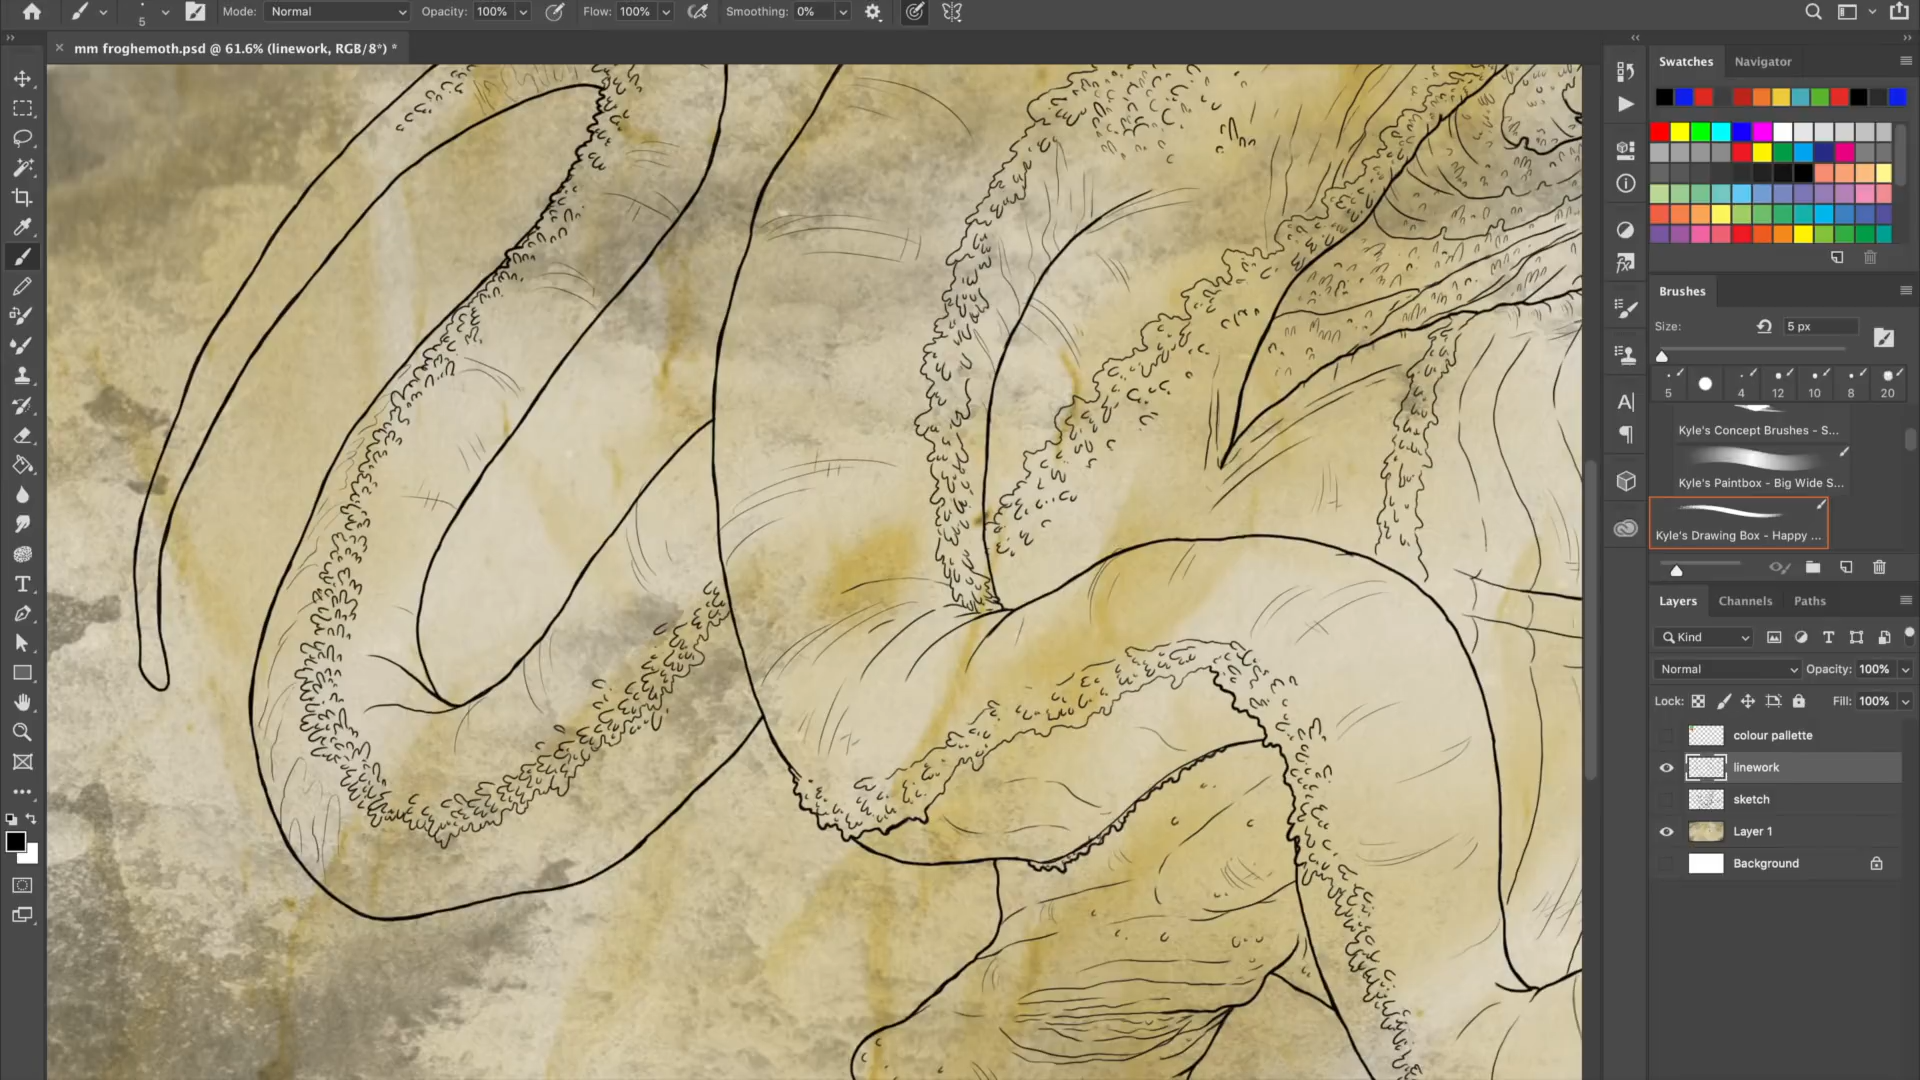 5
Mode: Normal
Opacity: 100%
Flow: 100%
Smoothing: 0%
mm froghemoth.psd @ 61.6% (linework, RGB/8*) *
Swatches
Navigator
Brushes
Size:
5 px
5 4 12 10 8 20
Kyle's Concept Brushes - S...
Kyle's Paintbox - Big Wide S...
Kyle's Drawing Box - Happy ...
Layers
Channels
Paths
Kind
Normal
Opacity: 100%
Lock:
Fill: 100%
colour pallette
linework
sketch
Layer 1
Background